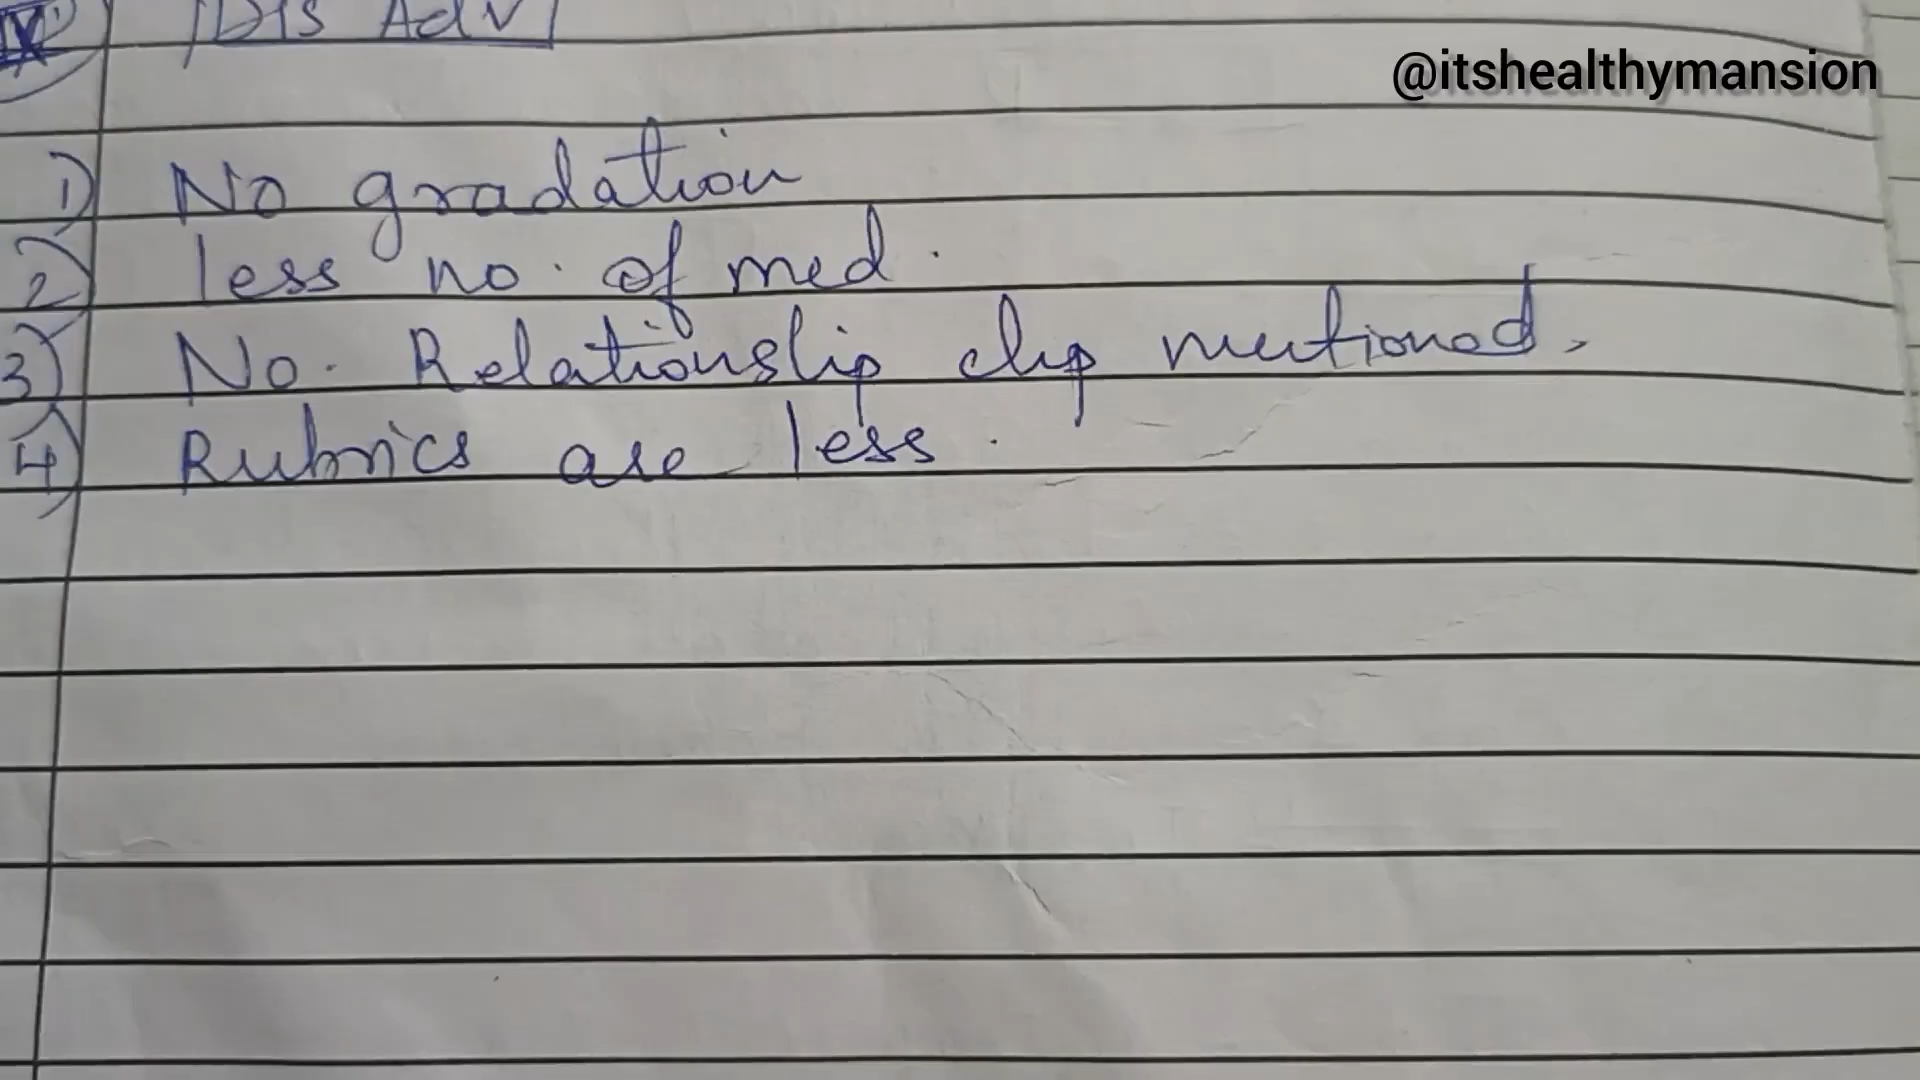 V Dis Adv
@itshealthymansion
1) No gradation
2) less no. of med.
3) No. Relationship chp mentioned.
4) Rubrics are less.